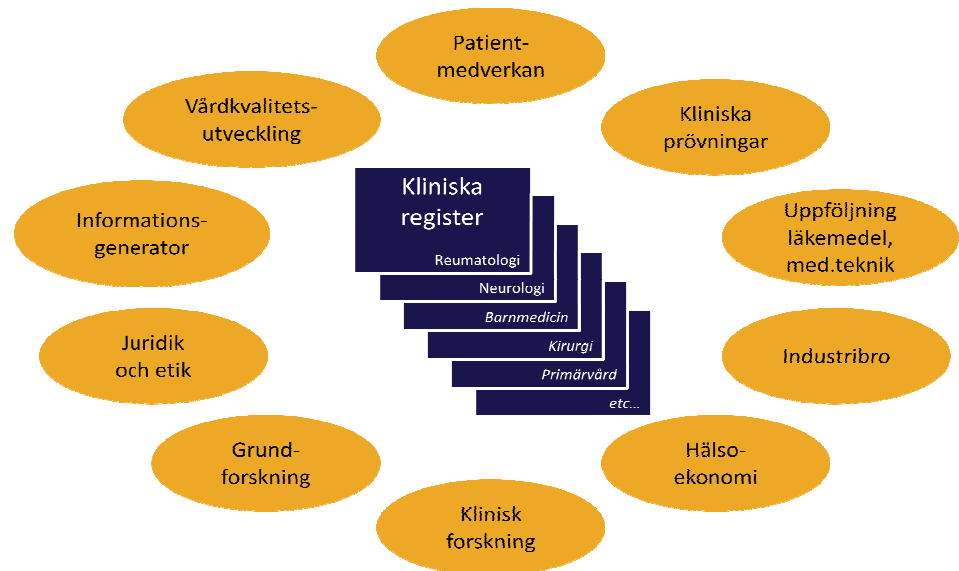 Patient-
medverkan
Vårdkvalitets-
utveckling
Kliniska
prövningar
Kliniska
register
Reumatologi
Neurologi
Barnmedicin
Kirurgi
Primärvård
etc...
Informations-
generator
Uppföljning
läkemedel,
med.teknik
Juridik
och etik
Industribro
Grund-
forskning
Hälso-
ekonomi
Klinisk
forskning